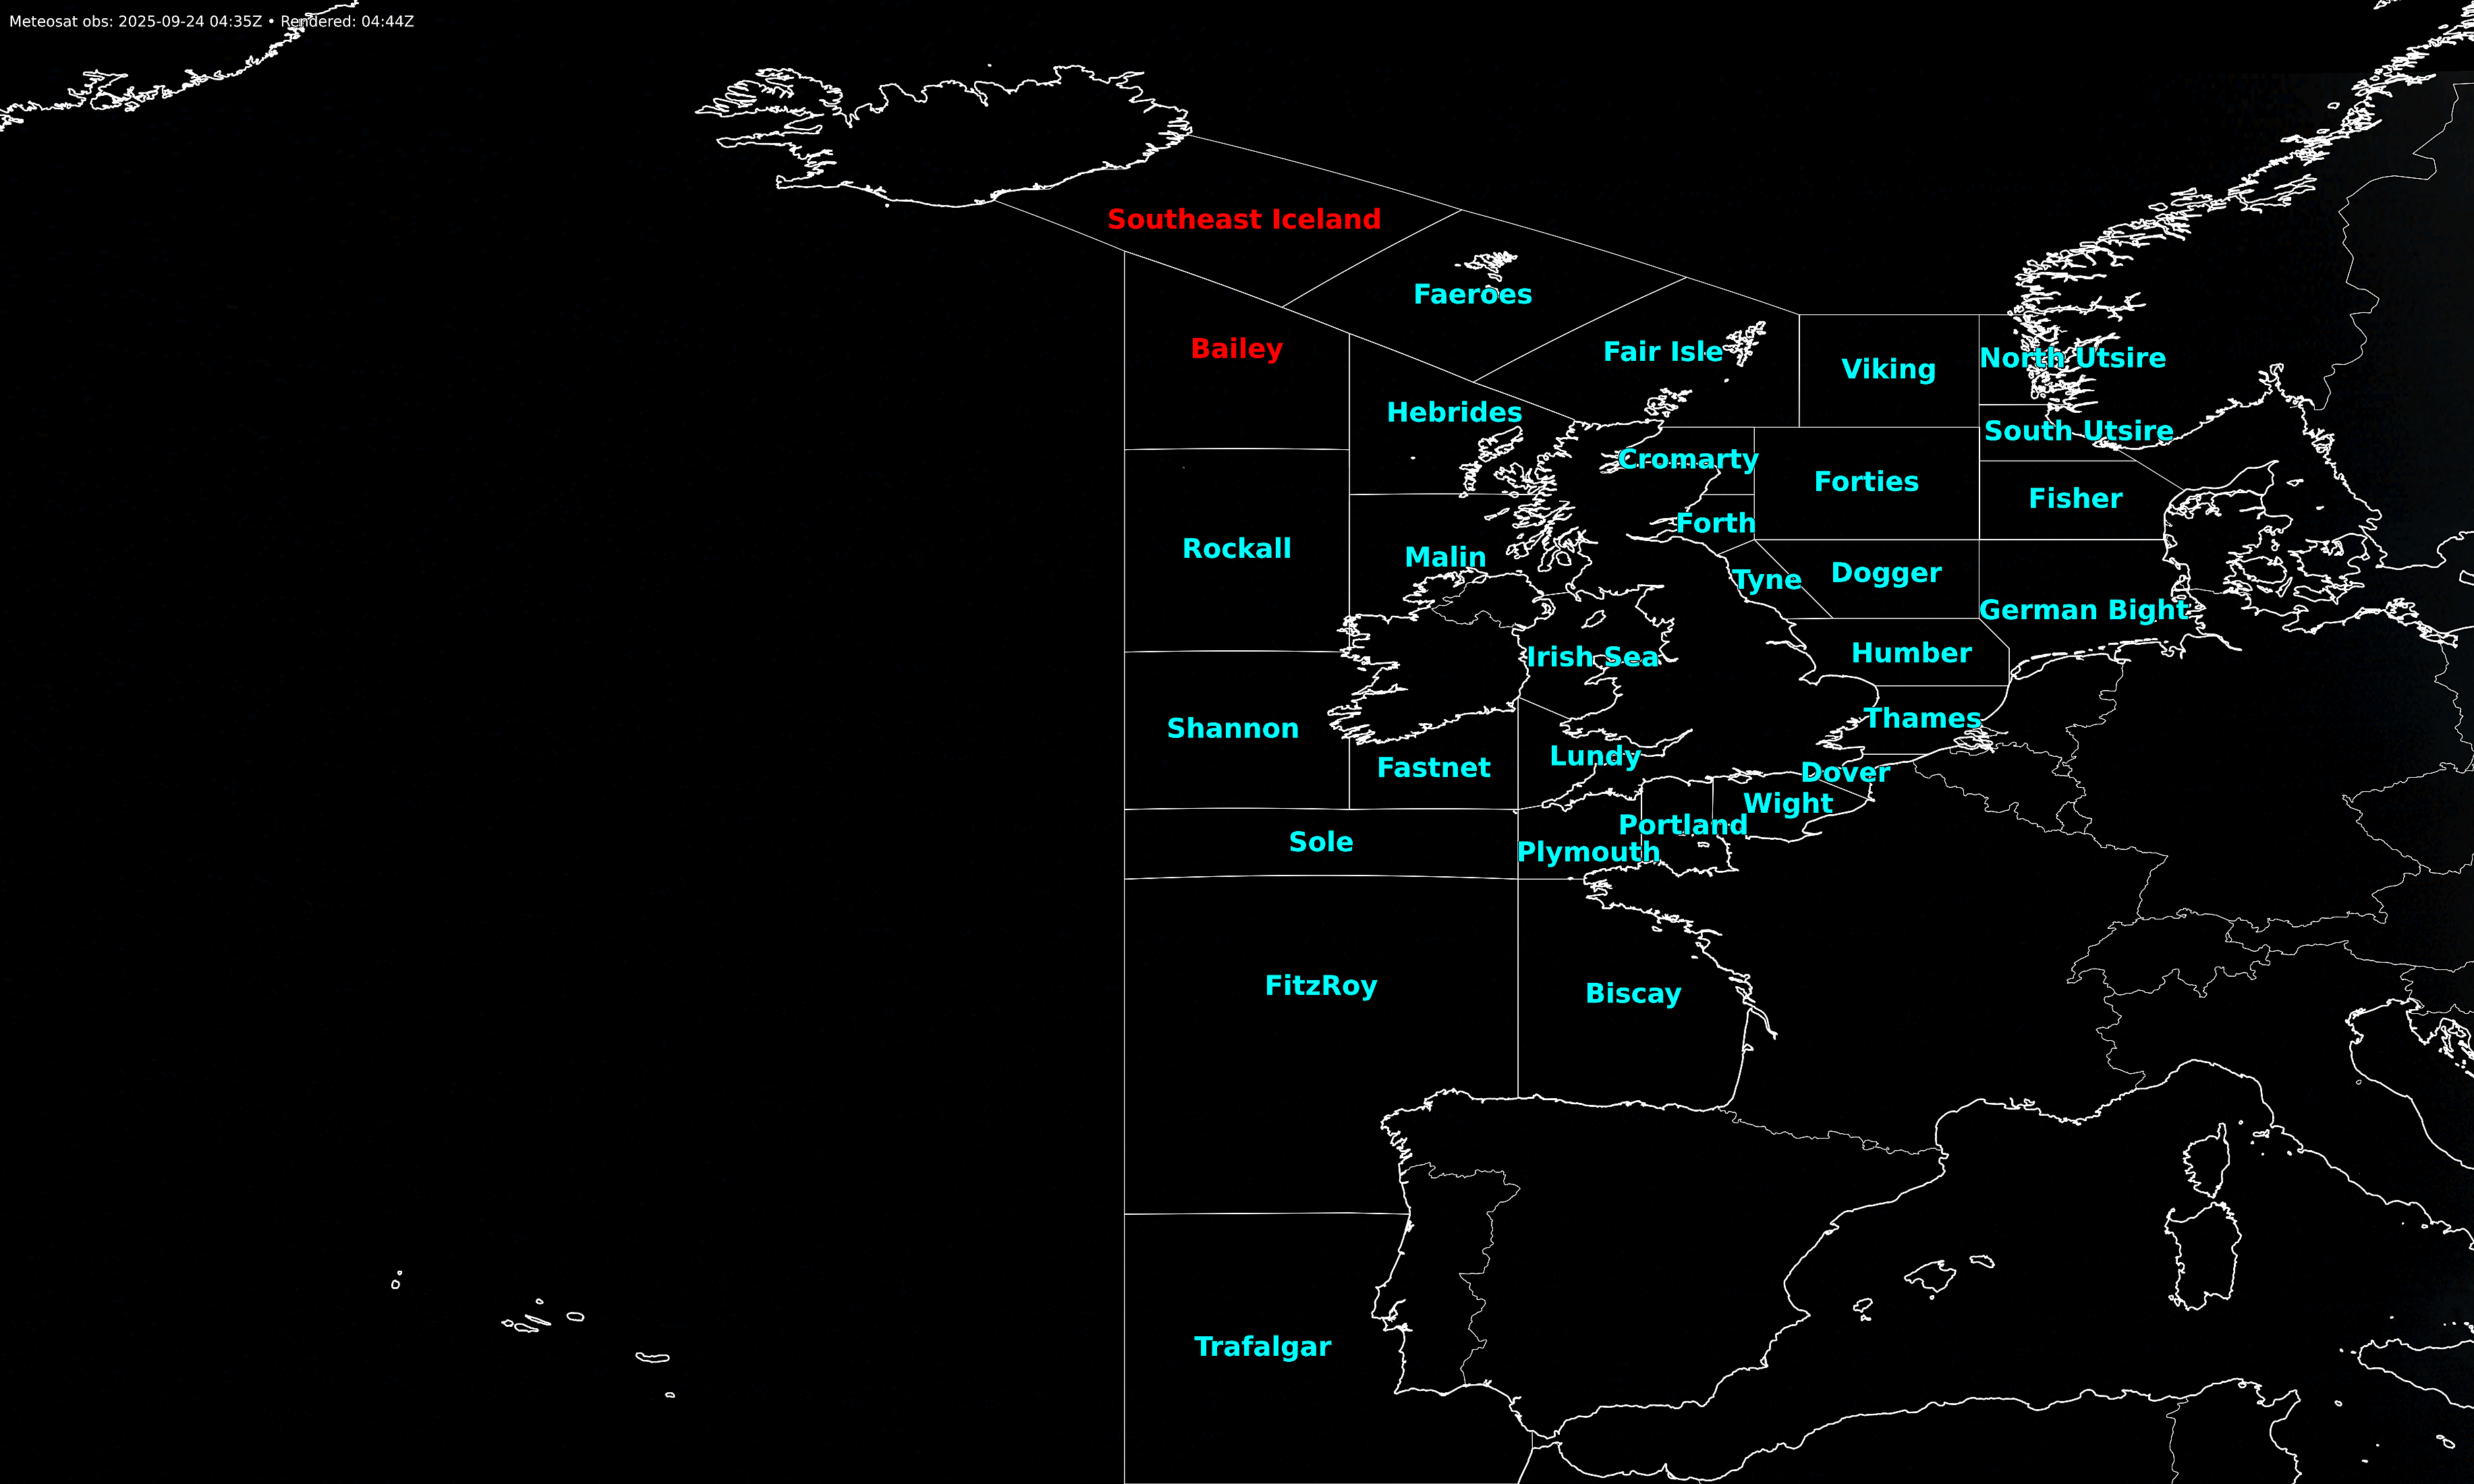 Meteosat obs: 2025-09-24 04:35Z • Rendered: 04:44Z
Southeast Iceland
Faeroes
Bailey
Fair Isle
Viking
North Utsire
Hebrides
South Utsire
Cromarty
Forties
Fisher
Forth
Rockall
Malin
Tyne
Dogger
German Bight
Irish Sea
Humber
Shannon
Thames
Fastnet
Lundy
Dover
Wight
Portland
Sole
Plymouth
FitzRoy
Biscay
Trafalgar